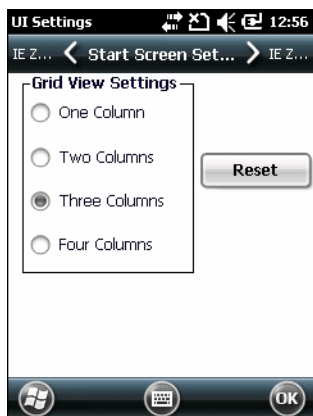 UI Settings 12:56
IE Z... Start Screen Set... IE Z...
Grid View Settings
One Column
Two Columns
Reset
Three Columns
Four Columns
OK